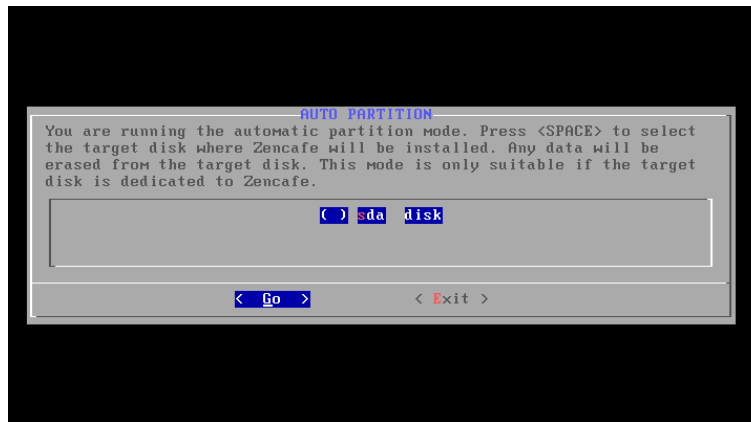 AUTO PARTITION
You are running the automatic partition mode. Press <SPACE> to select
the target disk where Zencafe will be installed. Any data will be
erased from the target disk. This mode is only suitable if the target
disk is dedicated to Zencafe.
( ) sda disk
< Go > < Exit >